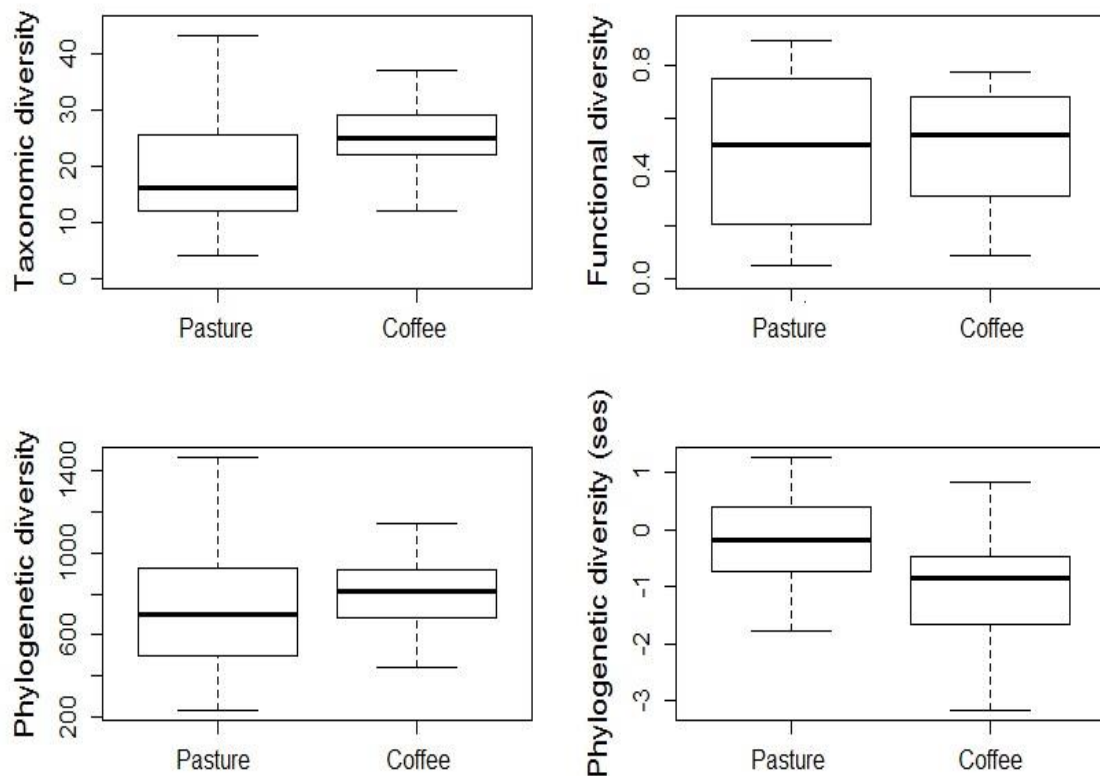 Taxonomic diversity
40
30
20
10
0
Pasture Coffee
Functional diversity
0.8
0.4
0.0
Pasture Coffee
Phylogenetic diversity
1400
1000
600
200
Pasture Coffee
Phylogenetic diversity (ses)
1
0
-1
-2
-3
Pasture Coffee